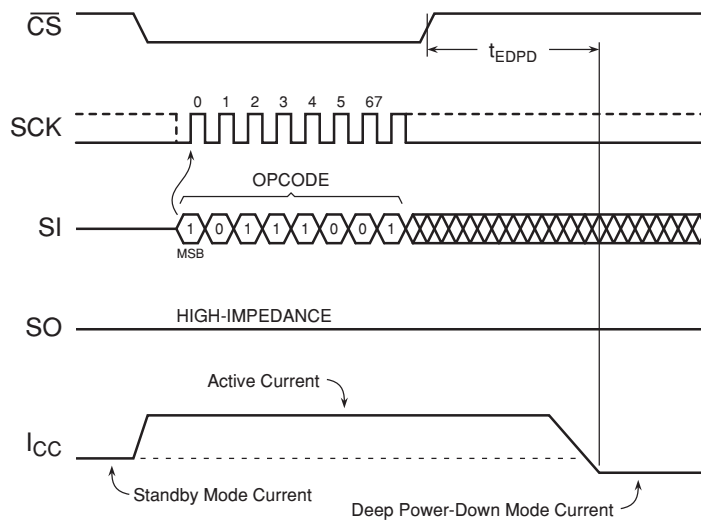 CS
tEDPD
0 1 2 3 4 5 67
SCK
OPCODE
SI
1 0 1 1 1 0 0 1
MSB
HIGH-IMPEDANCE
SO
Active Current
ICC
Standby Mode Current
Deep Power-Down Mode Current